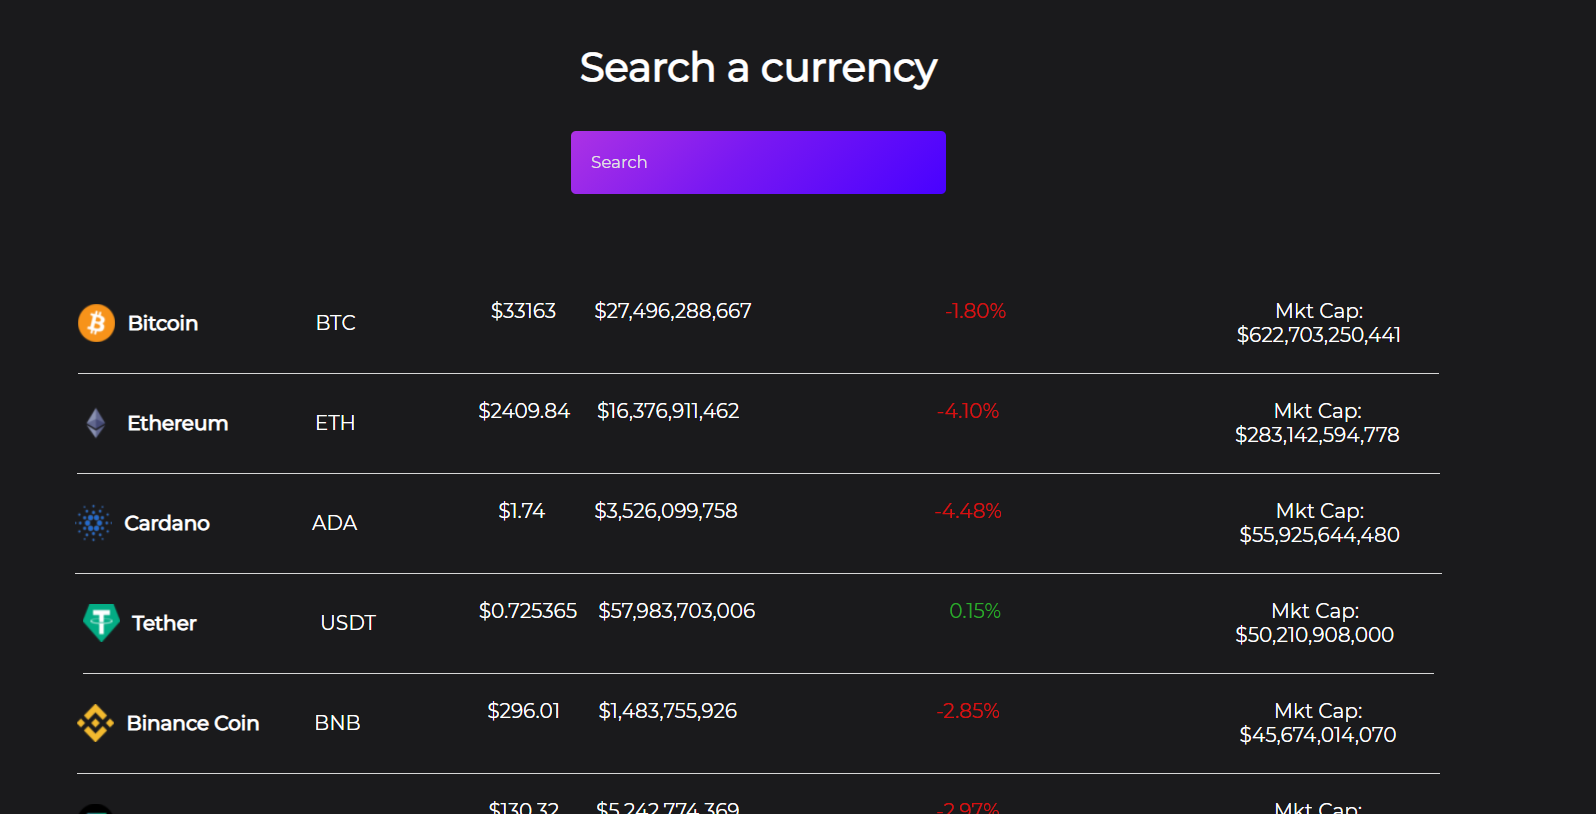 Search a currency
Search
Bitcoin BTC $33163 $27,496,288,667 -1.80% Mkt Cap:
$622,703,250,441
Ethereum ETH $2409.84 $16,376,911,462 -4.10% Mkt Cap:
$283,142,594,778
Cardano ADA $1.74 $3,526,099,758 -4.48% Mkt Cap:
$55,925,644,480
Tether USDT $0.725365 $57,983,703,006 0.15% Mkt Cap:
$50,210,908,000
Binance Coin BNB $296.01 $1,483,755,926 -2.85% Mkt Cap:
$45,674,014,070
$130.32 $5,242,774,369 -2.97% Mkt Cap: